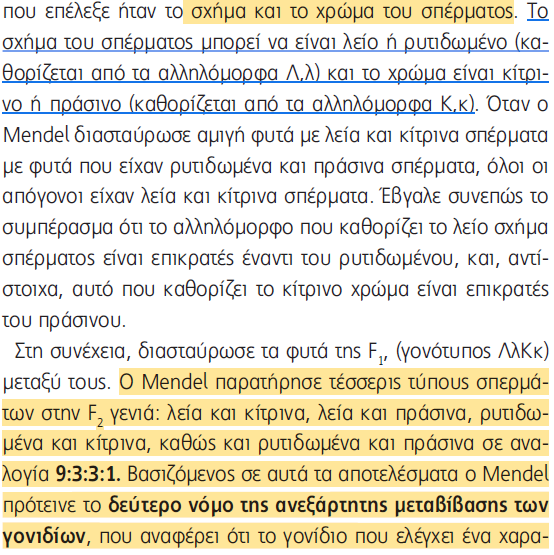 που επέλεξε ήταν το σχήμα και το χρώμα του σπέρματος. Το
σχήμα του σπέρματος μπορεί να είναι λείο ή ρυτιδωμένο (κα-
θορίζεται από τα αλληλόμορφα Λ,λ) και το χρώμα είναι κίτρι-
νο ή πράσινο (καθορίζεται από τα αλληλόμορφα Κ,κ). Όταν ο
Mendel διασταύρωσε αμιγή φυτά με λεία και κίτρινα σπέρματα
με φυτά που είχαν ρυτιδωμένα και πράσινα σπέρματα, όλοι οι
απόγονοι είχαν λεία και κίτρινα σπέρματα. Έβγαλε συνεπώς το
συμπέρασμα ότι το αλληλόμορφο που καθορίζει το λείο σχήμα
σπέρματος είναι επικρατές έναντι του ρυτιδωμένου, και, αντί-
στοιχα, αυτό που καθορίζει το κίτρινο χρώμα είναι επικρατές
του πράσινου.
Στη συνέχεια, διασταύρωσε τα φυτά της F₁, (γονότυπος ΛλΚκ)
μεταξύ τους. Ο Mendel παρατήρησε τέσσερις τύπους σπερμά-
των στην F₂ γενιά: λεία και κίτρινα, λεία και πράσινα, ρυτιδω-
μένα και κίτρινα, καθώς και ρυτιδωμένα και πράσινα σε ανα-
λογία 9:3:3:1. Βασιζόμενος σε αυτά τα αποτελέσματα ο Mendel
πρότεινε το δεύτερο νόμο της ανεξάρτητης μεταβίβασης των
γονιδίων, που αναφέρει ότι το γονίδιο που ελέγχει ένα χαρα-